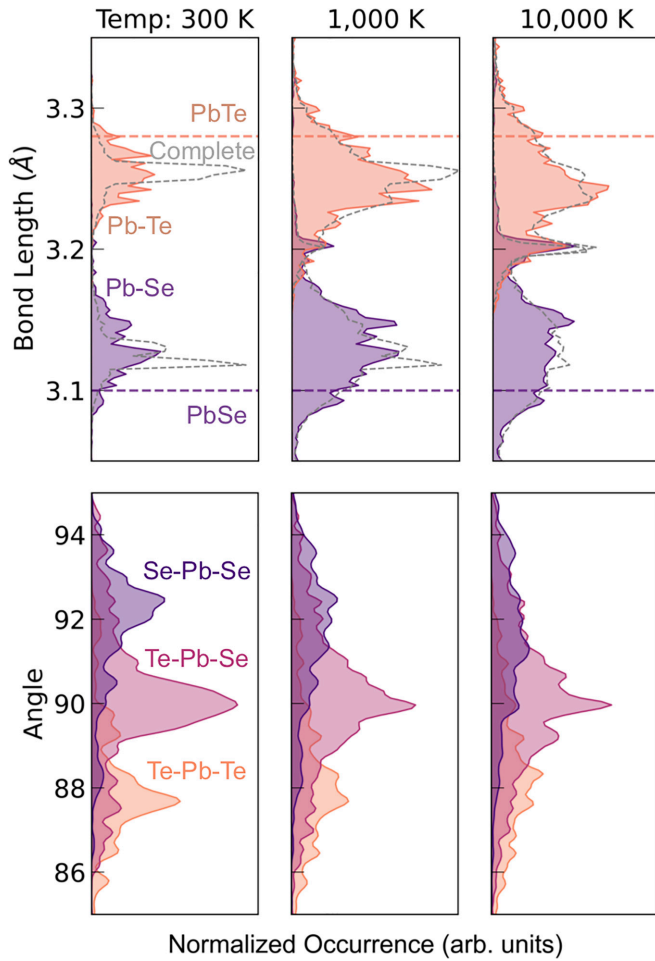 Temp: 300 K
1,000 K
10,000 K
Bond Length (Å)
3.3
3.2
3.1
PbTe
Complete
Pb-Te
Pb-Se
PbSe
Angle
94
92
90
88
86
Se-Pb-Se
Te-Pb-Se
Te-Pb-Te
Normalized Occurrence (arb. units)